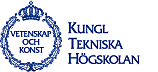 VETENSKAP
OCH
KONST
KUNGL
TEKNISKA
HÖGSKOLAN